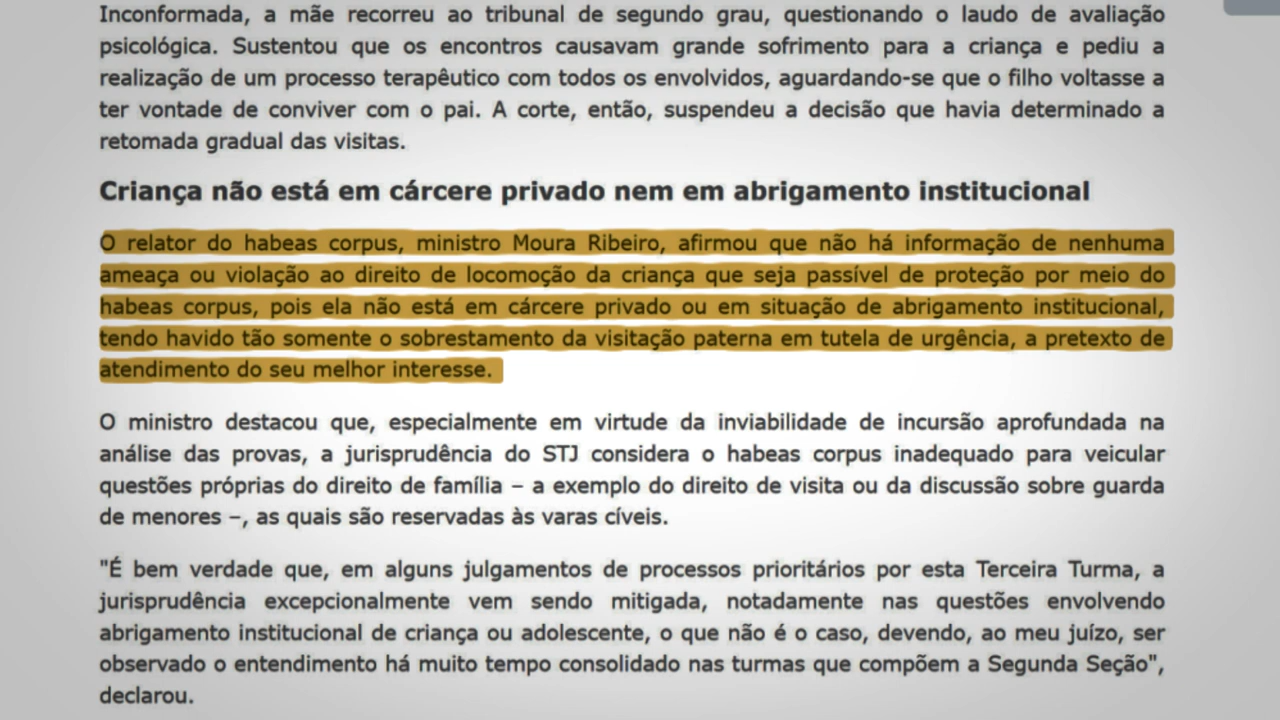 Inconformada, a mãe recorreu ao tribunal de segundo grau, questionando o laudo de avaliação
psicológica. Sustentou que os encontros causavam grande sofrimento para a criança e pediu a
realização de um processo terapêutico com todos os envolvidos, aguardando-se que o filho voltasse a
ter vontade de conviver com o pai. A corte, então, suspendeu a decisão que havia determinado a
retomada gradual das visitas.
Criança não está em cárcere privado nem em abrigamento institucional
O relator do habeas corpus, ministro Moura Ribeiro, afirmou que não há informação de nenhuma
ameaça ou violação ao direito de locomoção da criança que seja passível de proteção por meio do
habeas corpus, pois ela não está em cárcere privado ou em situação de abrigamento institucional,
tendo havido tão somente o sobrestamento da visitação paterna em tutela de urgência, a pretexto de
atendimento do seu melhor interesse.
O ministro destacou que, especialmente em virtude da inviabilidade de incursão aprofundada na
análise das provas, a jurisprudência do STJ considera o habeas corpus inadequado para veicular
questões próprias do direito de família – a exemplo do direito de visita ou da discussão sobre guarda
de menores –, as quais são reservadas às varas cíveis.
"É bem verdade que, em alguns julgamentos de processos prioritários por esta Terceira Turma, a
jurisprudência excepcionalmente vem sendo mitigada, notadamente nas questões envolvendo
abrigamento institucional de criança ou adolescente, o que não é o caso, devendo, ao meu juízo, ser
observado o entendimento há muito tempo consolidado nas turmas que compõem a Segunda Seção",
declarou.